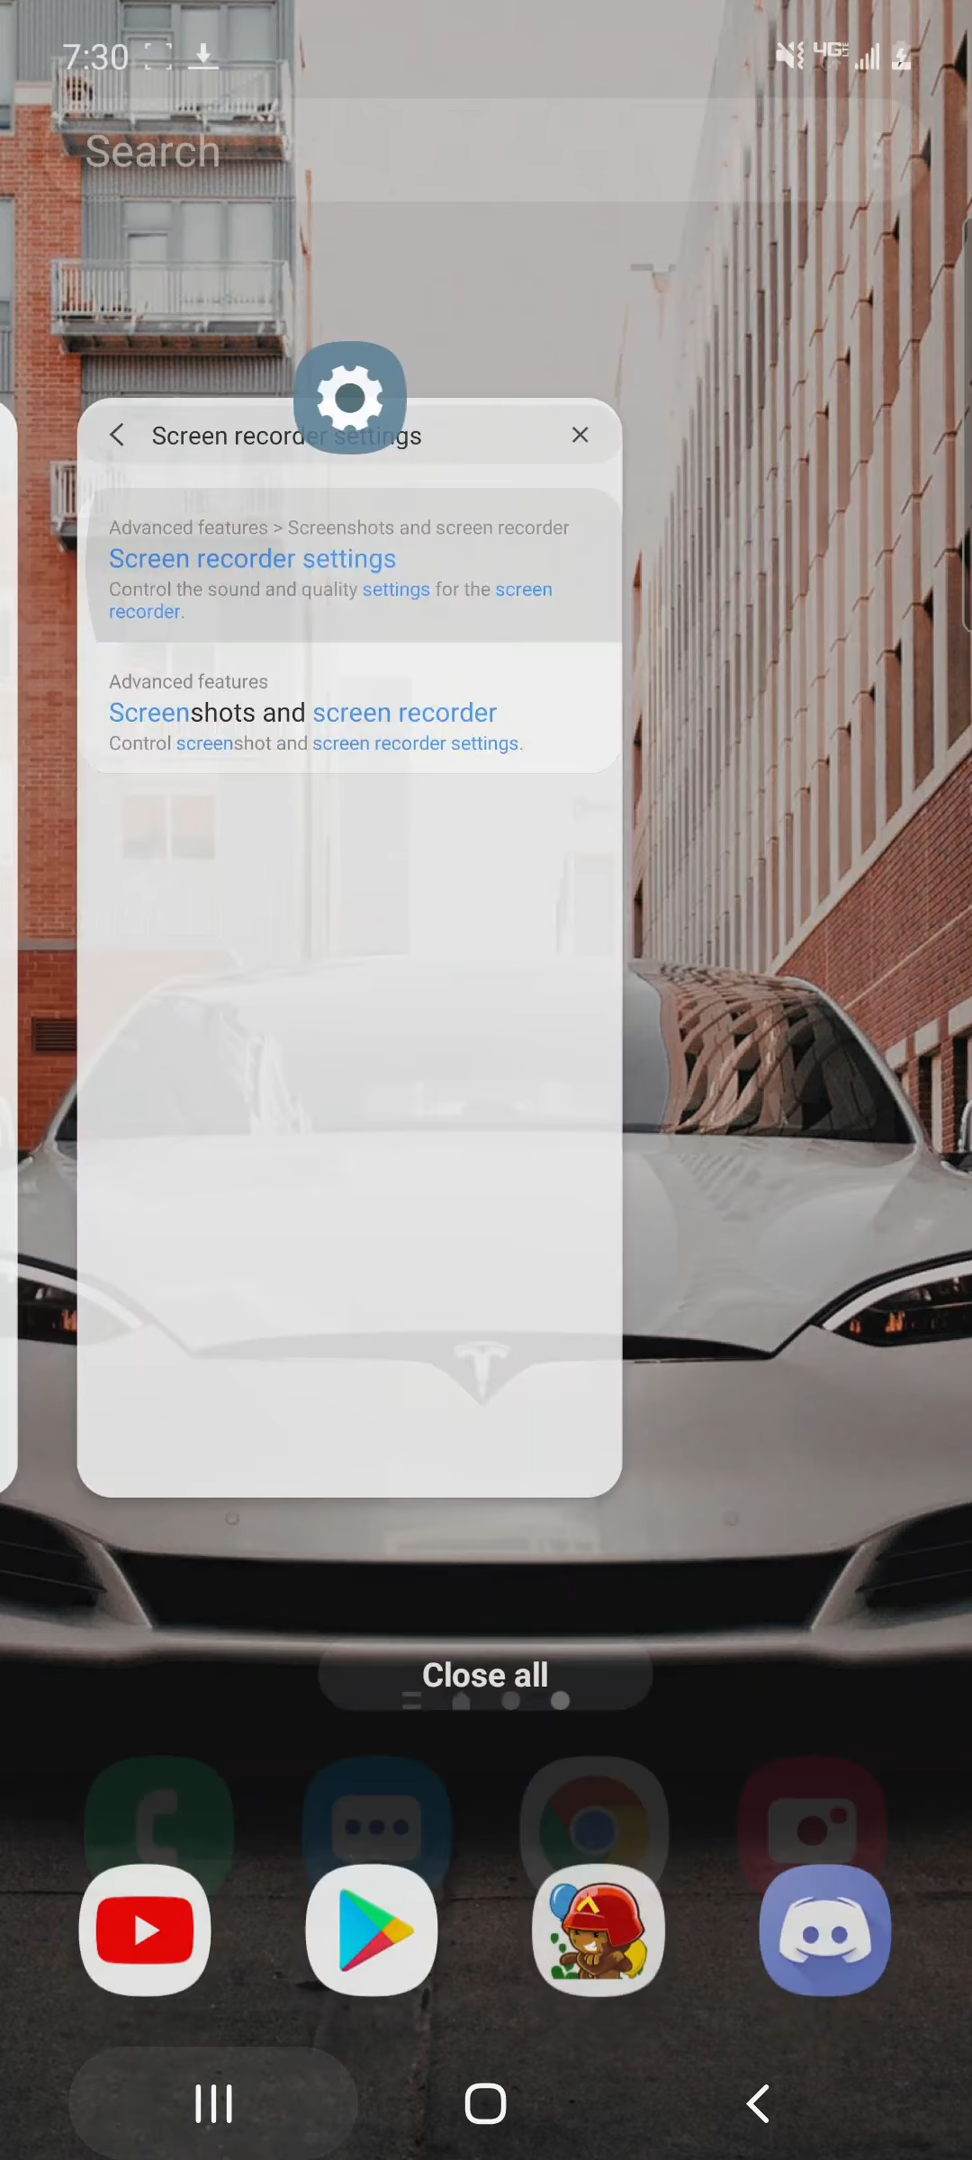 7:30
4G LTE
Search
Screen recorder settings
Advanced features > Screenshots and screen recorder
Screen recorder settings
Control the sound and quality settings for the screen
recorder.
Advanced features
Screenshots and screen recorder
Control screenshot and screen recorder settings.
Close all